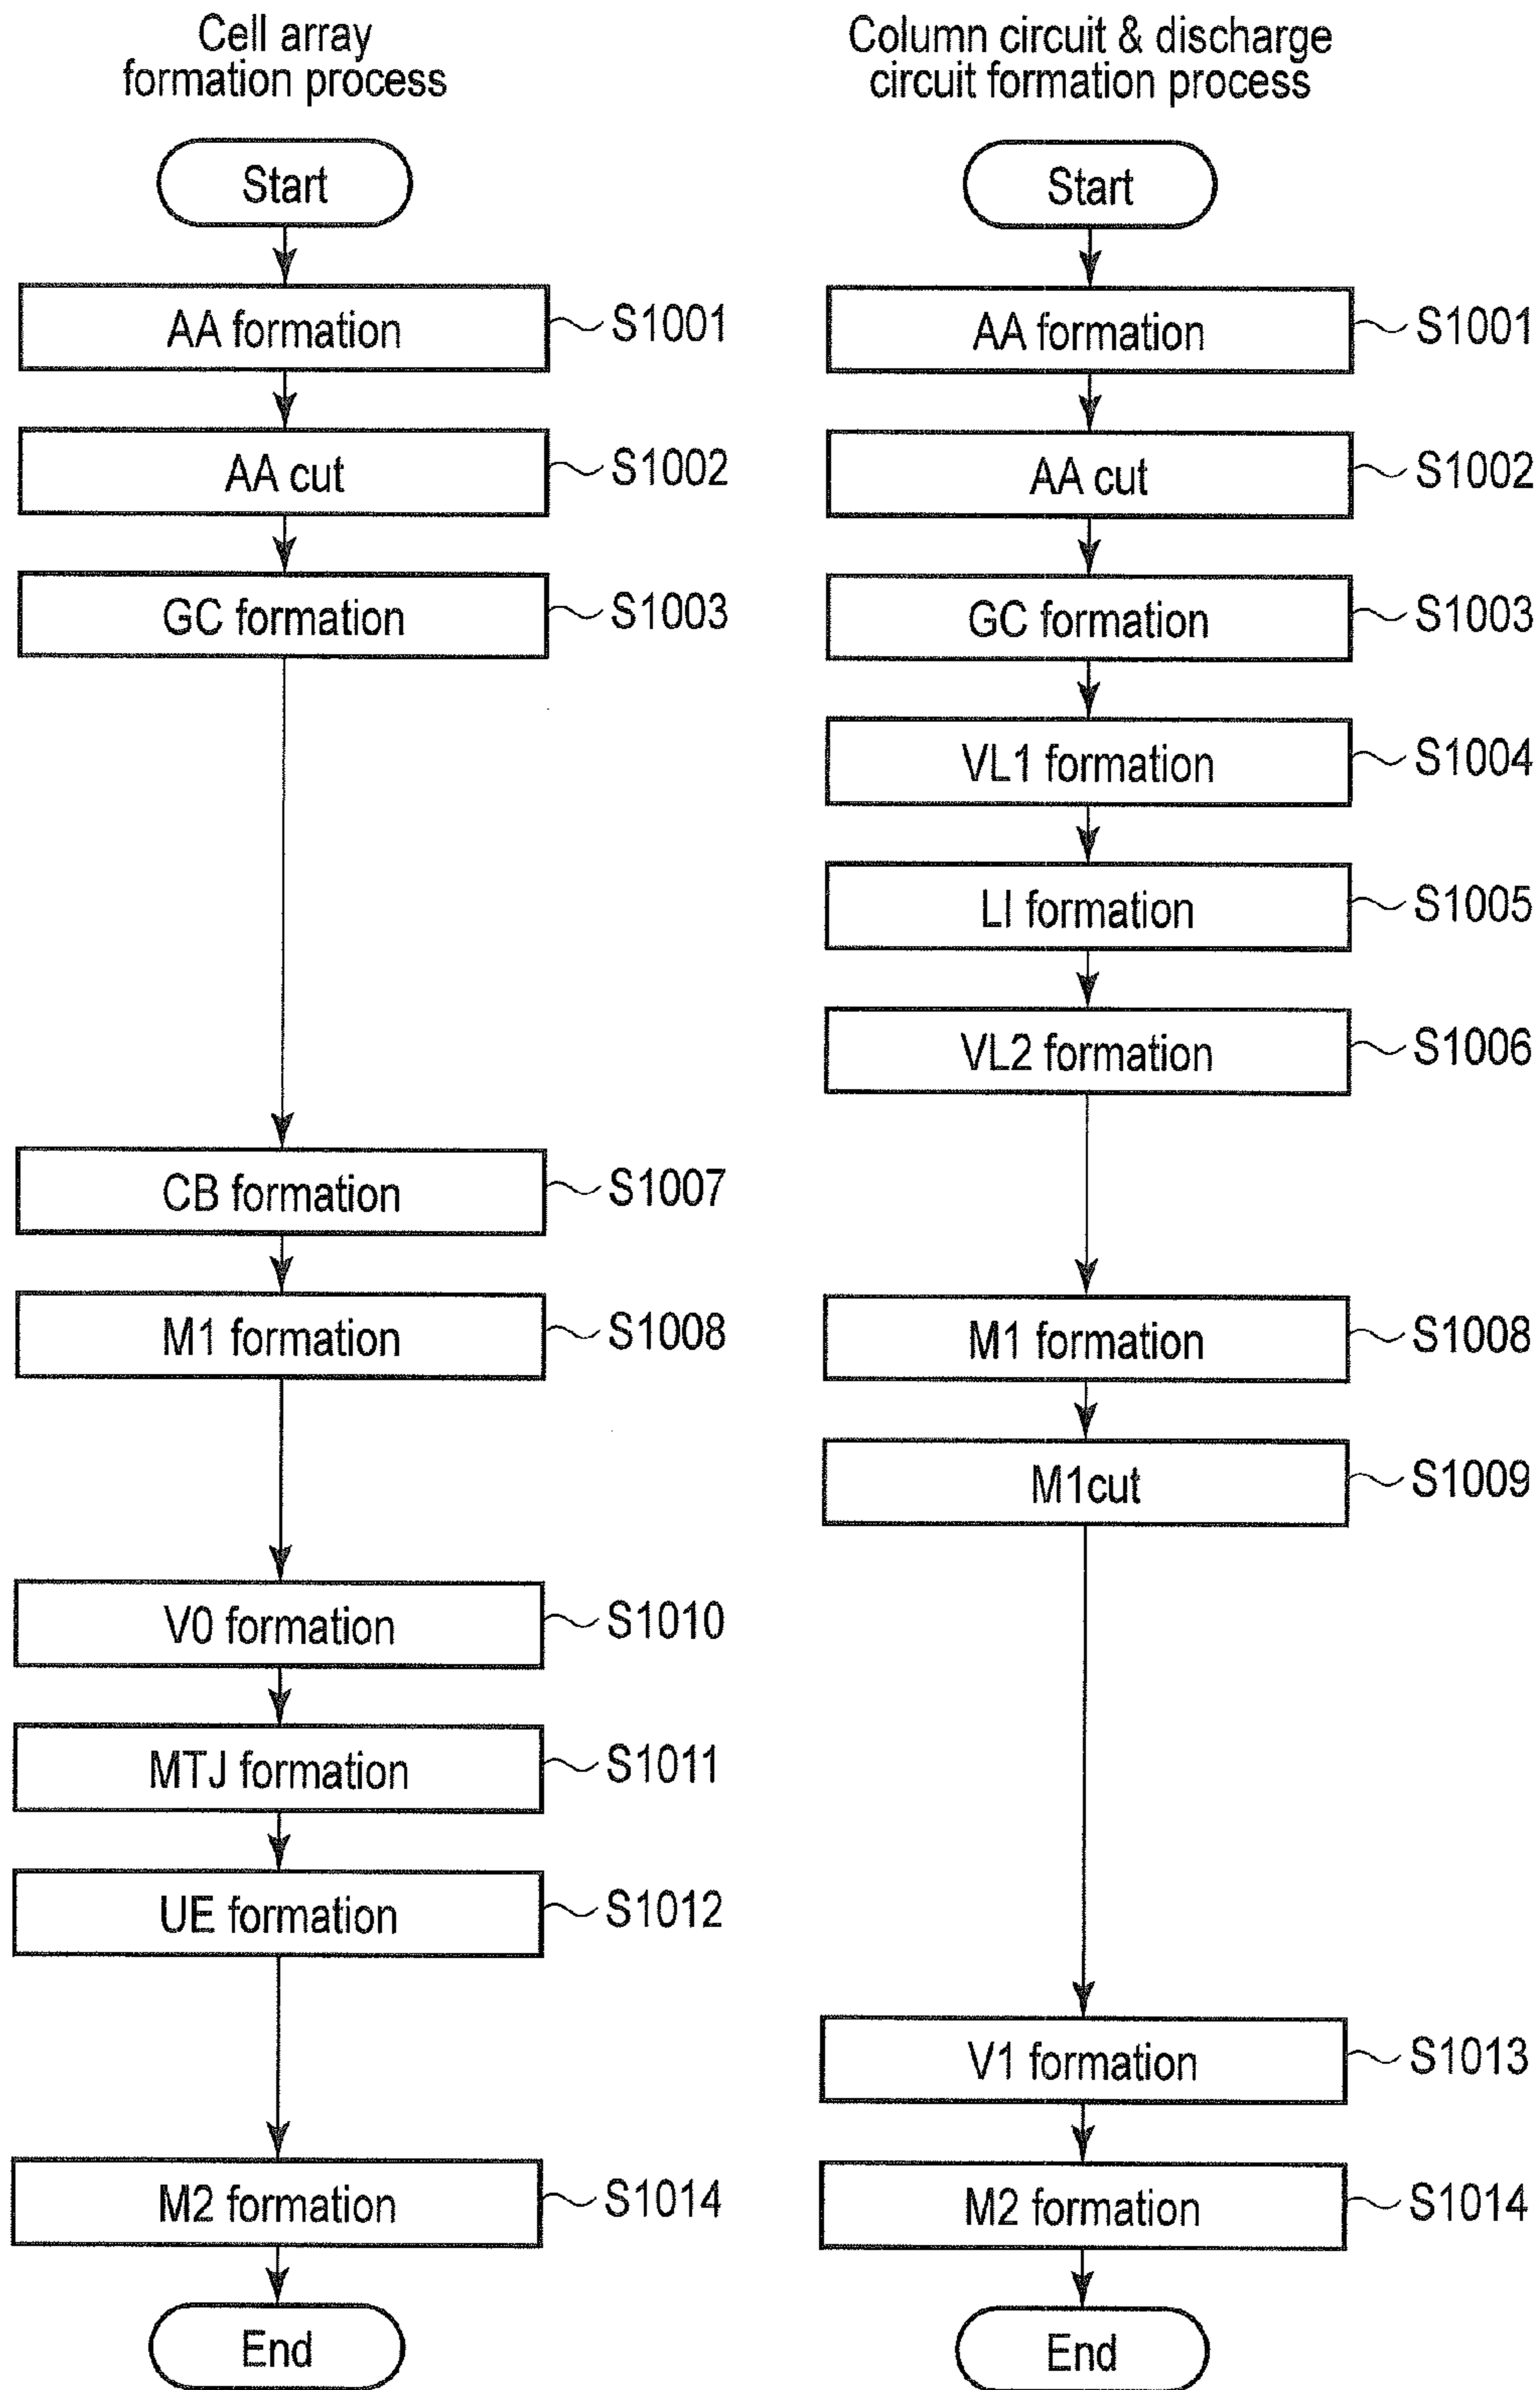 Cell array
formation process
Start
AA formation
S1001
AA cut
S1002
GC formation
S1003
CB formation
S1007
M1 formation
S1008
V0 formation
S1010
MTJ formation
S1011
UE formation
S1012
M2 formation
S1014
End
Column circuit & discharge
circuit formation process
Start
AA formation
S1001
AA cut
S1002
GC formation
S1003
VL1 formation
S1004
LI formation
S1005
VL2 formation
S1006
M1 formation
S1008
M1cut
S1009
V1 formation
S1013
M2 formation
S1014
End